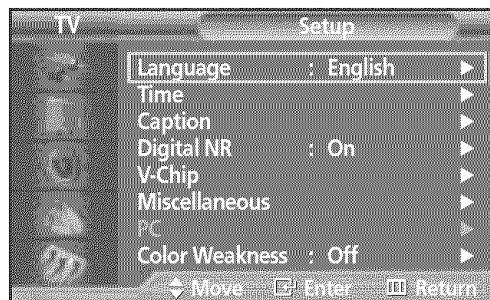 TV Setup
Language : English
Time
Caption
Digital NR : On
V-Chip
Miscellaneous
PC
Color Weakness : Off
Move Enter Return